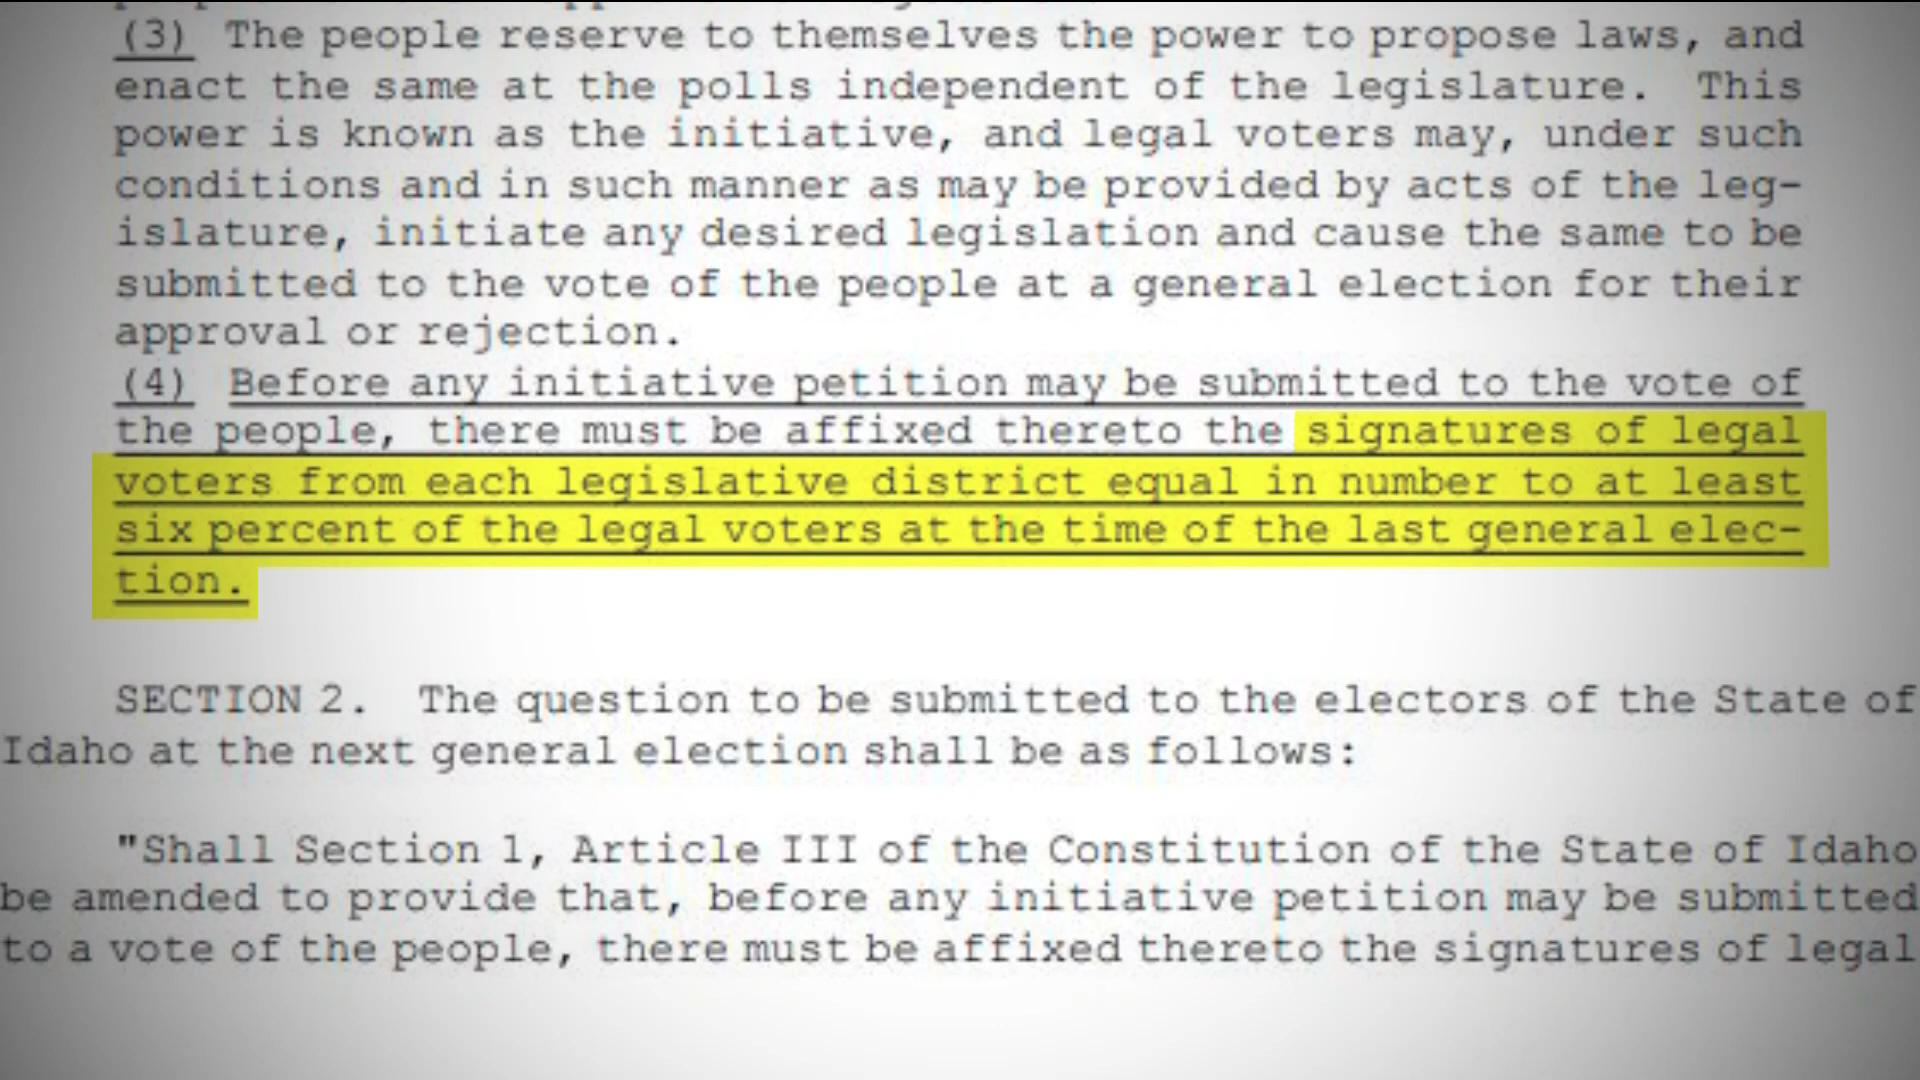 (3) The people reserve to themselves the power to propose laws, and
enact the same at the polls independent of the legislature. This
power is known as the initiative, and legal voters may, under such
conditions and in such manner as may be provided by acts of the leg-
islature, initiate any desired legislation and cause the same to be
submitted to the vote of the people at a general election for their
approval or rejection.
(4) Before any initiative petition may be submitted to the vote of
the people, there must be affixed thereto the signatures of legal
voters from each legislative district equal in number to at least
six percent of the legal voters at the time of the last general elec-
tion.
SECTION 2. The question to be submitted to the electors of the State of
Idaho at the next general election shall be as follows:
"Shall Section 1, Article III of the Constitution of the State of Idaho
be amended to provide that, before any initiative petition may be submitted
to a vote of the people, there must be affixed thereto the signatures of legal